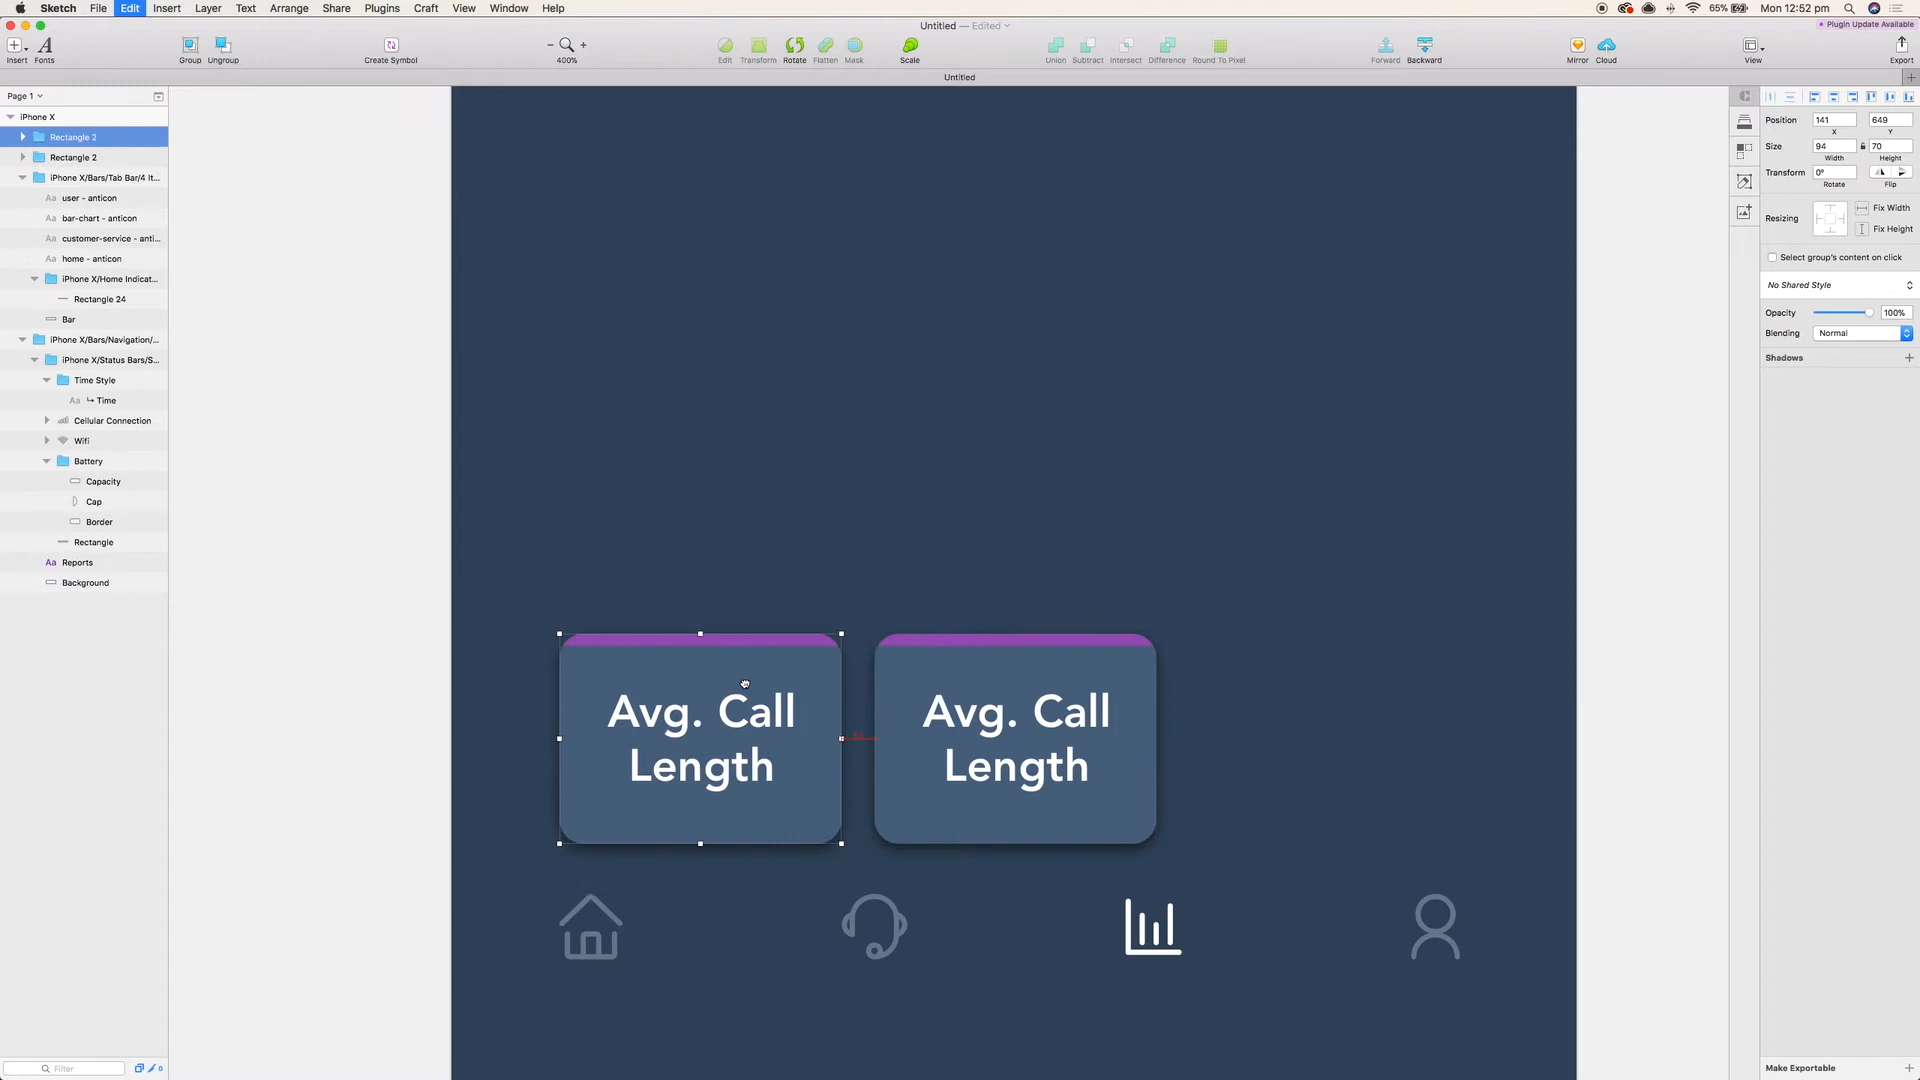 Sketch File Edit Insert Layer Text Arrange Share Plugins Craft View Window Help 65% Mon 12:52 pm
Untitled — Edited
Plugin Update Available
Insert Fonts Group Ungroup Create Symbol 400% Edit Transform Rotate Flatten Mask Scale Union Subtract Intersect Difference Round To Pixel Forward Backward Mirror Cloud View Export
Untitled
Page 1
iPhone X
Rectangle 2
Rectangle 2
iPhone X/Bars/Tab Bar/4 It...
Aa user - anticon
Aa bar-chart - anticon
Aa customer-service - anti...
Aa home - anticon
iPhone X/Home Indicat...
Rectangle 24
Bar
iPhone X/Bars/Navigation/...
iPhone X/Status Bars/S...
Time Style
Aa ↳ Time
Cellular Connection
Wifi
Battery
Capacity
Cap
Border
Rectangle
Aa Reports
Background
Filter
0
Avg. Call
Length
Avg. Call
Length
Position 141 649
X Y
Size 94 70
Width Height
Transform 0°
Rotate Flip
Resizing Fix Width
Fix Height
Select group's content on click
No Shared Style
Opacity 100%
Blending Normal
Shadows
Make Exportable